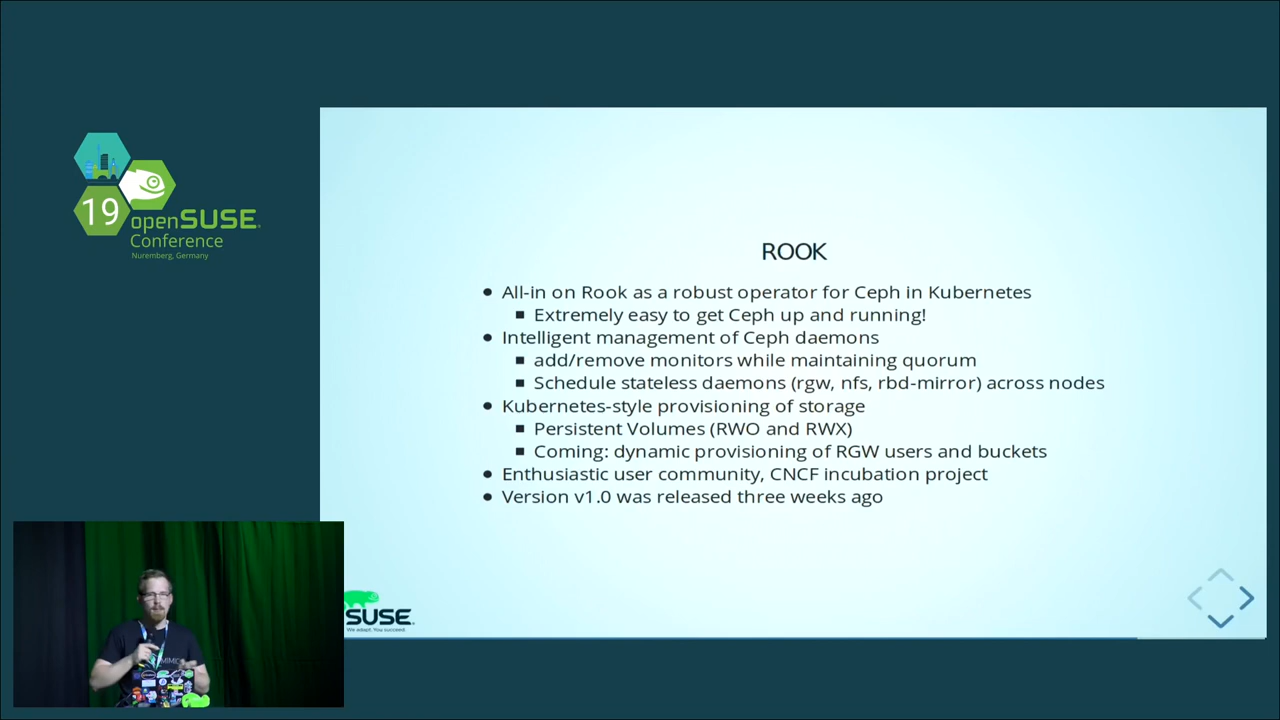 19
openSUSE
Conference
Nuremberg, Germany
ROOK
All-in on Rook as a robust operator for Ceph in Kubernetes
Extremely easy to get Ceph up and running!
Intelligent management of Ceph daemons
add/remove monitors while maintaining quorum
Schedule stateless daemons (rgw, nfs, rbd-mirror) across nodes
Kubernetes-style provisioning of storage
Persistent Volumes (RWO and RWX)
Coming: dynamic provisioning of RGW users and buckets
Enthusiastic user community, CNCF incubation project
Version v1.0 was released three weeks ago
SUSE
We adapt. You succeed.